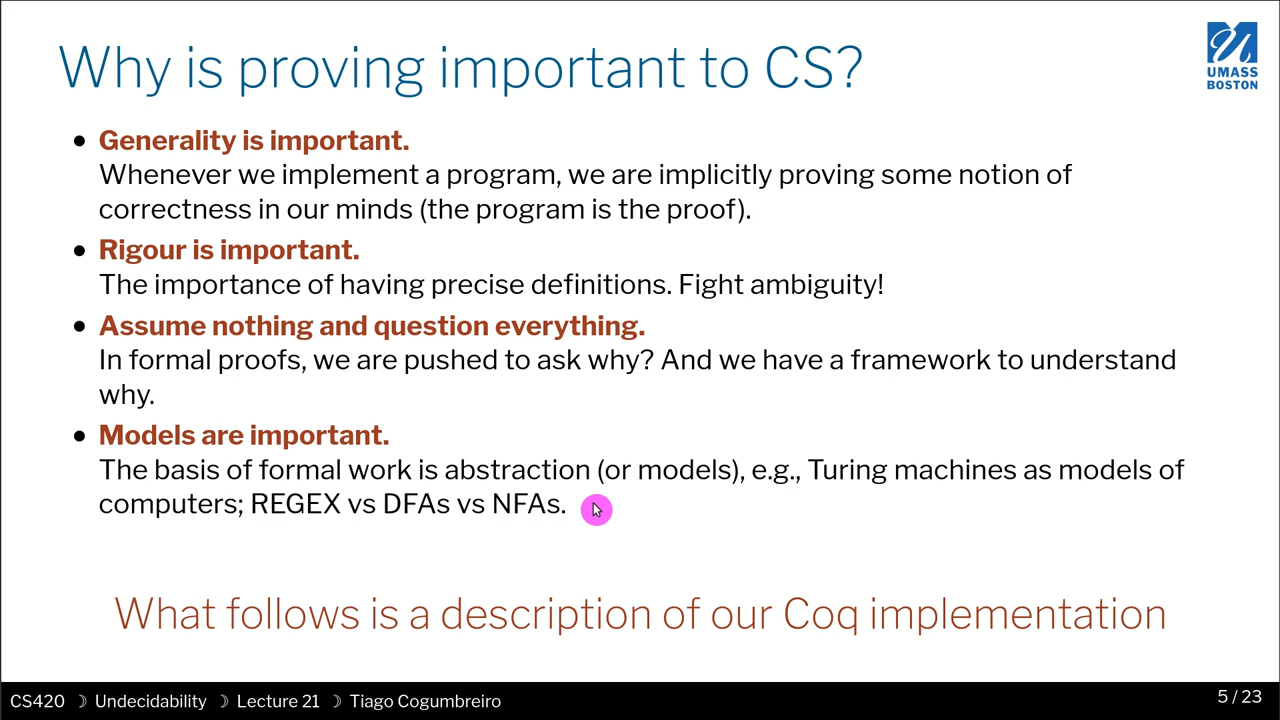 Why is proving important to CS?
UMASS
BOSTON
• Generality is important.
Whenever we implement a program, we are implicitly proving some notion of
correctness in our minds (the program is the proof).
• Rigour is important.
The importance of having precise definitions. Fight ambiguity!
• Assume nothing and question everything.
In formal proofs, we are pushed to ask why? And we have a framework to understand
why.
• Models are important.
The basis of formal work is abstraction (or models), e.g., Turing machines as models of
computers; REGEX vs DFAs vs NFAs.
What follows is a description of our Coq implementation
CS420 ☽ Undecidability ☽ Lecture 21 ☽ Tiago Cogumbreiro
5 / 23